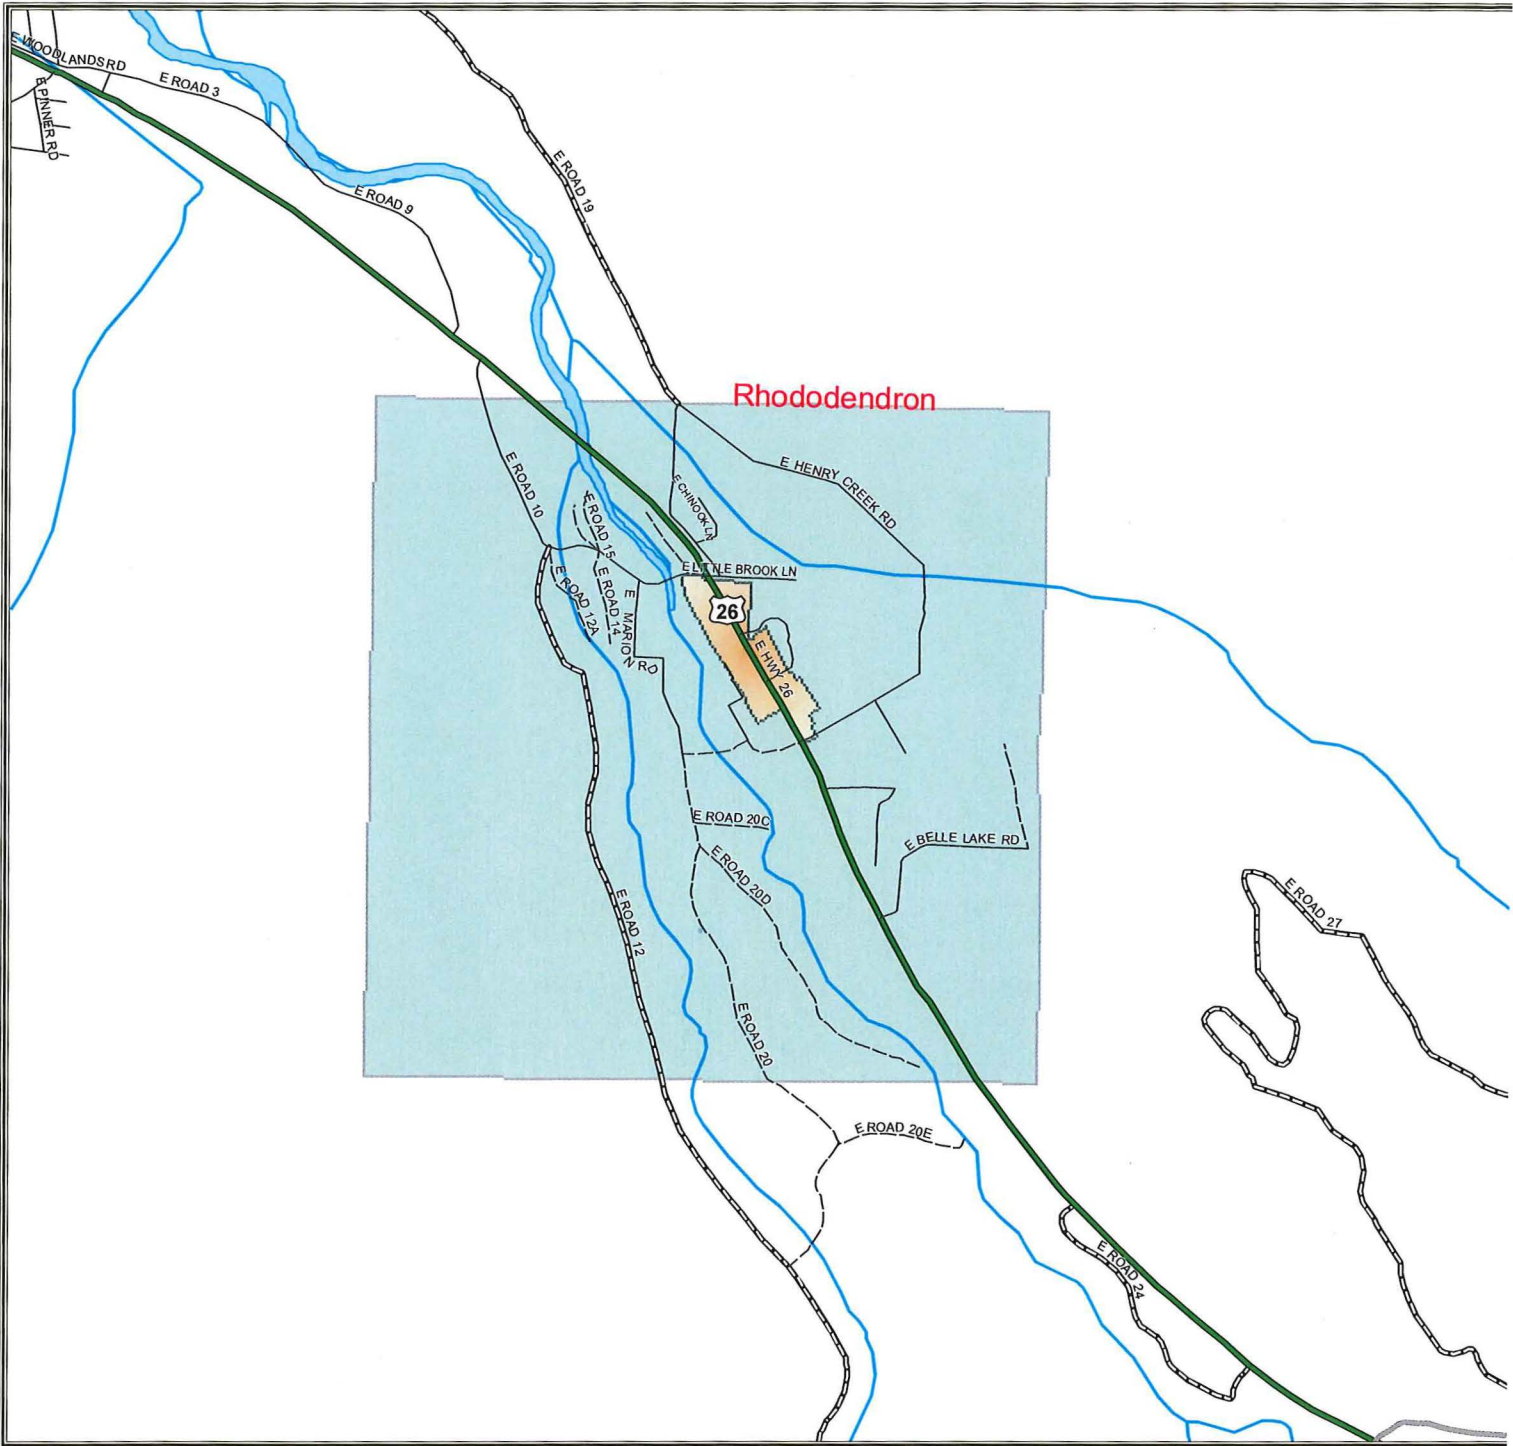 E WOODLANDS RD
E ROAD 3
E PINNER RD
E ROAD 19
E ROAD 9
Rhododendron
E HENRY CREEK RD
E ROAD 10
E CHINOOK LN
E ROAD 15
E LITTLE BROOK LN
E ROAD 12A
E ROAD 14
E MARION RD
26
E HWY 26
E ROAD 20C
E BELLE LAKE RD
E ROAD 20D
E ROAD 12
E ROAD 27
E ROAD 20
E ROAD 20E
E ROAD 24